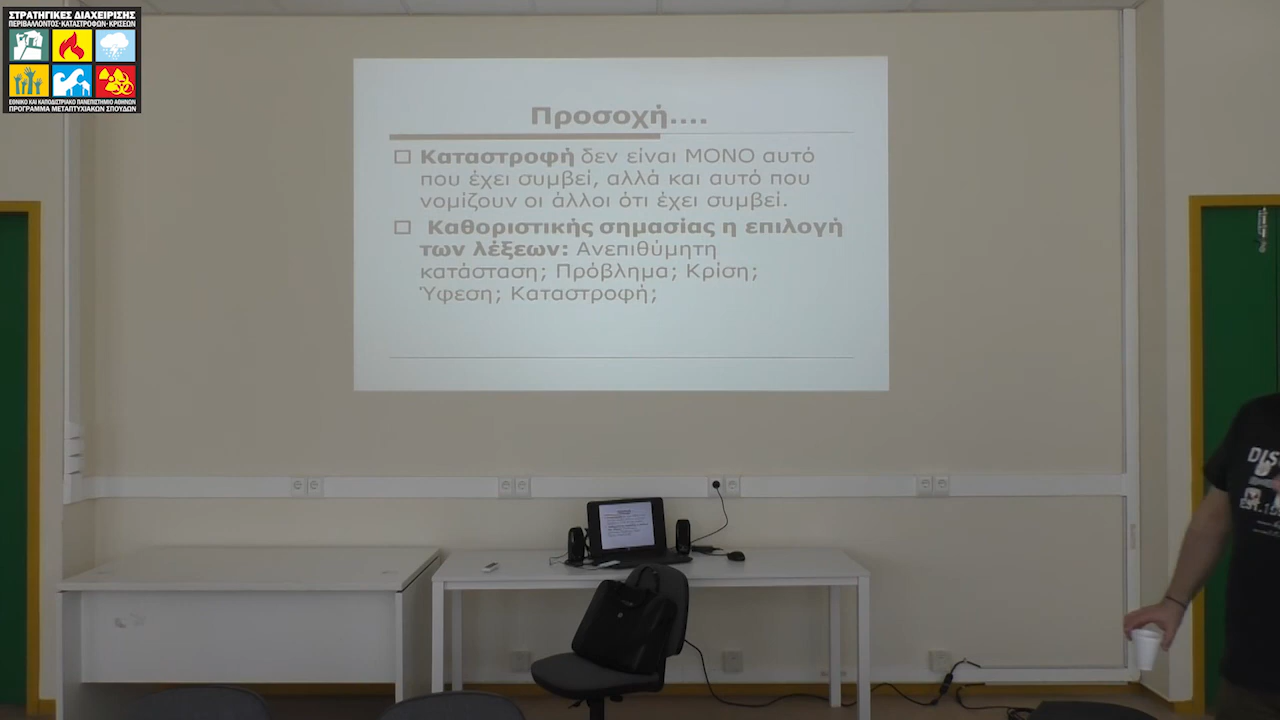 ΣΤΡΑΤΗΓΙΚΕΣ ΔΙΑΧΕΙΡΙΣΗΣ
ΠΕΡΙΒΑΛΛΟΝΤΟΣ· ΚΑΤΑΣΤΡΟΦΩΝ· ΚΡΙΣΕΩΝ
ΕΘΝΙΚΟ ΚΑΙ ΚΑΠΟΔΙΣΤΡΙΑΚΟ ΠΑΝΕΠΙΣΤΗΜΙΟ ΑΘΗΝΩΝ
ΠΡΟΓΡΑΜΜΑ ΜΕΤΑΠΤΥΧΙΑΚΩΝ ΣΠΟΥΔΩΝ
Προσοχή....
Καταστροφή δεν είναι ΜΟΝΟ αυτό
που έχει συμβεί, αλλά και αυτό που
νομίζουν οι άλλοι ότι έχει συμβεί.
Καθοριστικής σημασίας η επιλογή
των λέξεων: Ανεπιθύμητη
κατάσταση; Πρόβλημα; Κρίση;
Ύφεση; Καταστροφή;
DIS